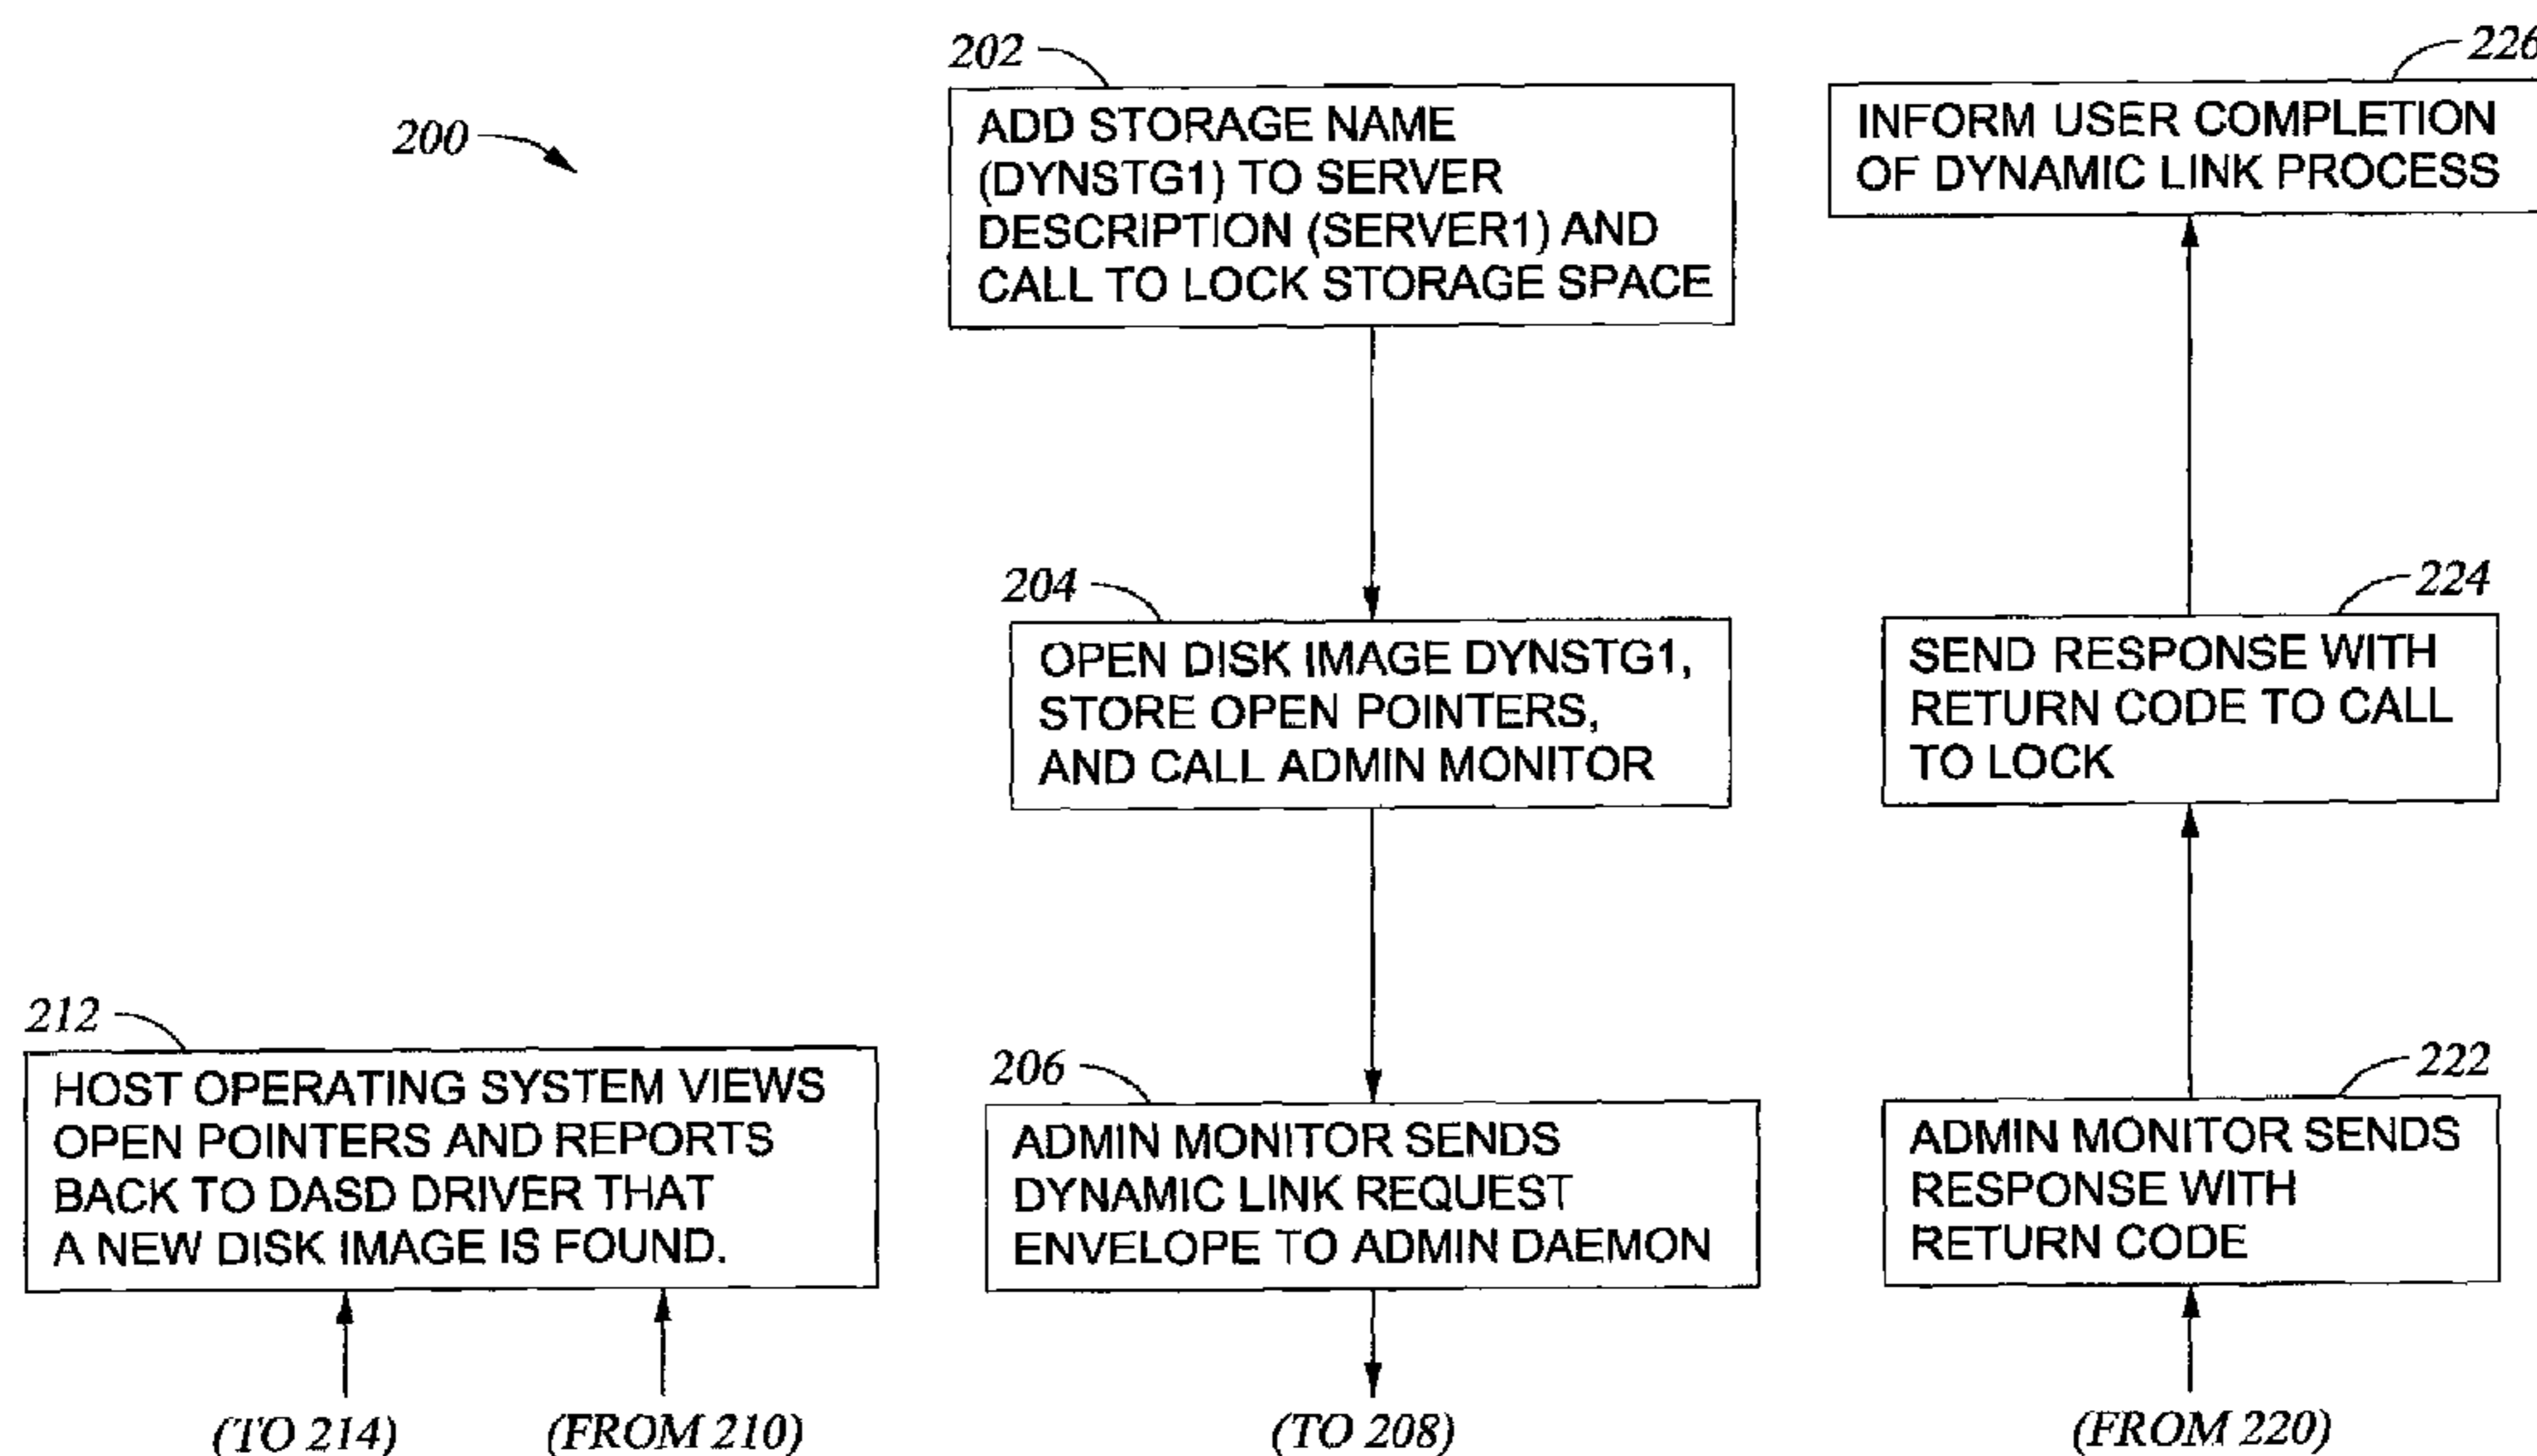 200
202
ADD STORAGE NAME
(DYNSTG1) TO SERVER
DESCRIPTION (SERVER1) AND
CALL TO LOCK STORAGE SPACE
204
OPEN DISK IMAGE DYNSTG1,
STORE OPEN POINTERS,
AND CALL ADMIN MONITOR
206
ADMIN MONITOR SENDS
DYNAMIC LINK REQUEST
ENVELOPE TO ADMIN DAEMON
(TO 208)
212
HOST OPERATING SYSTEM VIEWS
OPEN POINTERS AND REPORTS
BACK TO DASD DRIVER THAT
A NEW DISK IMAGE IS FOUND.
(TO 214)
(FROM 210)
226
INFORM USER COMPLETION
OF DYNAMIC LINK PROCESS
224
SEND RESPONSE WITH
RETURN CODE TO CALL
TO LOCK
222
ADMIN MONITOR SENDS
RESPONSE WITH
RETURN CODE
(FROM 220)